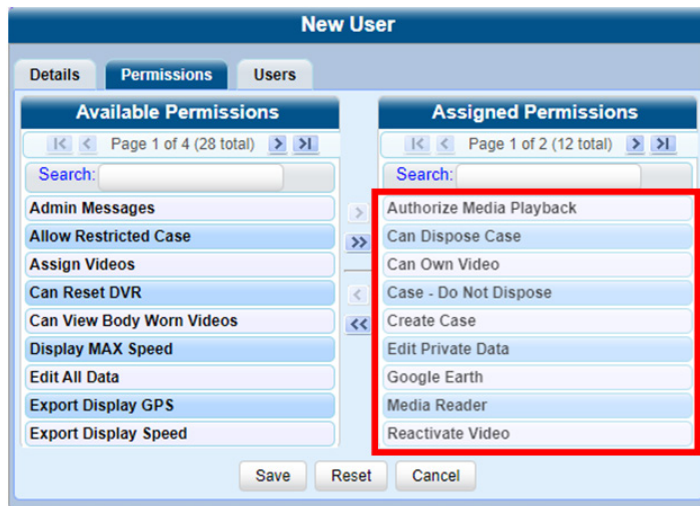 New User
Details Permissions Users
Available Permissions
Page 1 of 4 (28 total)
Search:
Admin Messages
Allow Restricted Case
Assign Videos
Can Reset DVR
Can View Body Worn Videos
Display MAX Speed
Edit All Data
Export Display GPS
Export Display Speed
Assigned Permissions
Page 1 of 2 (12 total)
Search:
Authorize Media Playback
Can Dispose Case
Can Own Video
Case - Do Not Dispose
Create Case
Edit Private Data
Google Earth
Media Reader
Reactivate Video
Save Reset Cancel